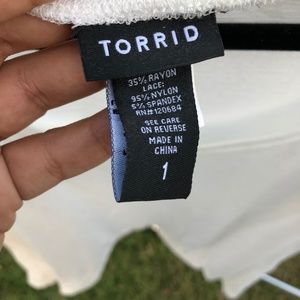 TORRID
35% RAYON
LACE:
95% NYLON
5% SPANDEX
RN#120684
SEE CARE
ON REVERSE
MADE IN
CHINA
1